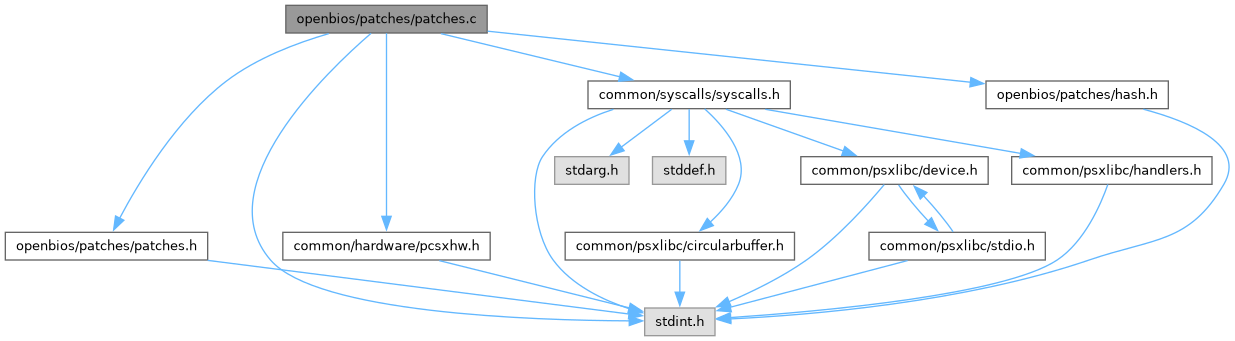 openbios/patches/patches.c
common/syscalls/syscalls.h
openbios/patches/hash.h
stdarg.h
stddef.h
common/psxlibc/device.h
common/psxlibc/handlers.h
openbios/patches/patches.h
common/hardware/pcsxhw.h
common/psxlibc/circularbuffer.h
common/psxlibc/stdio.h
stdint.h